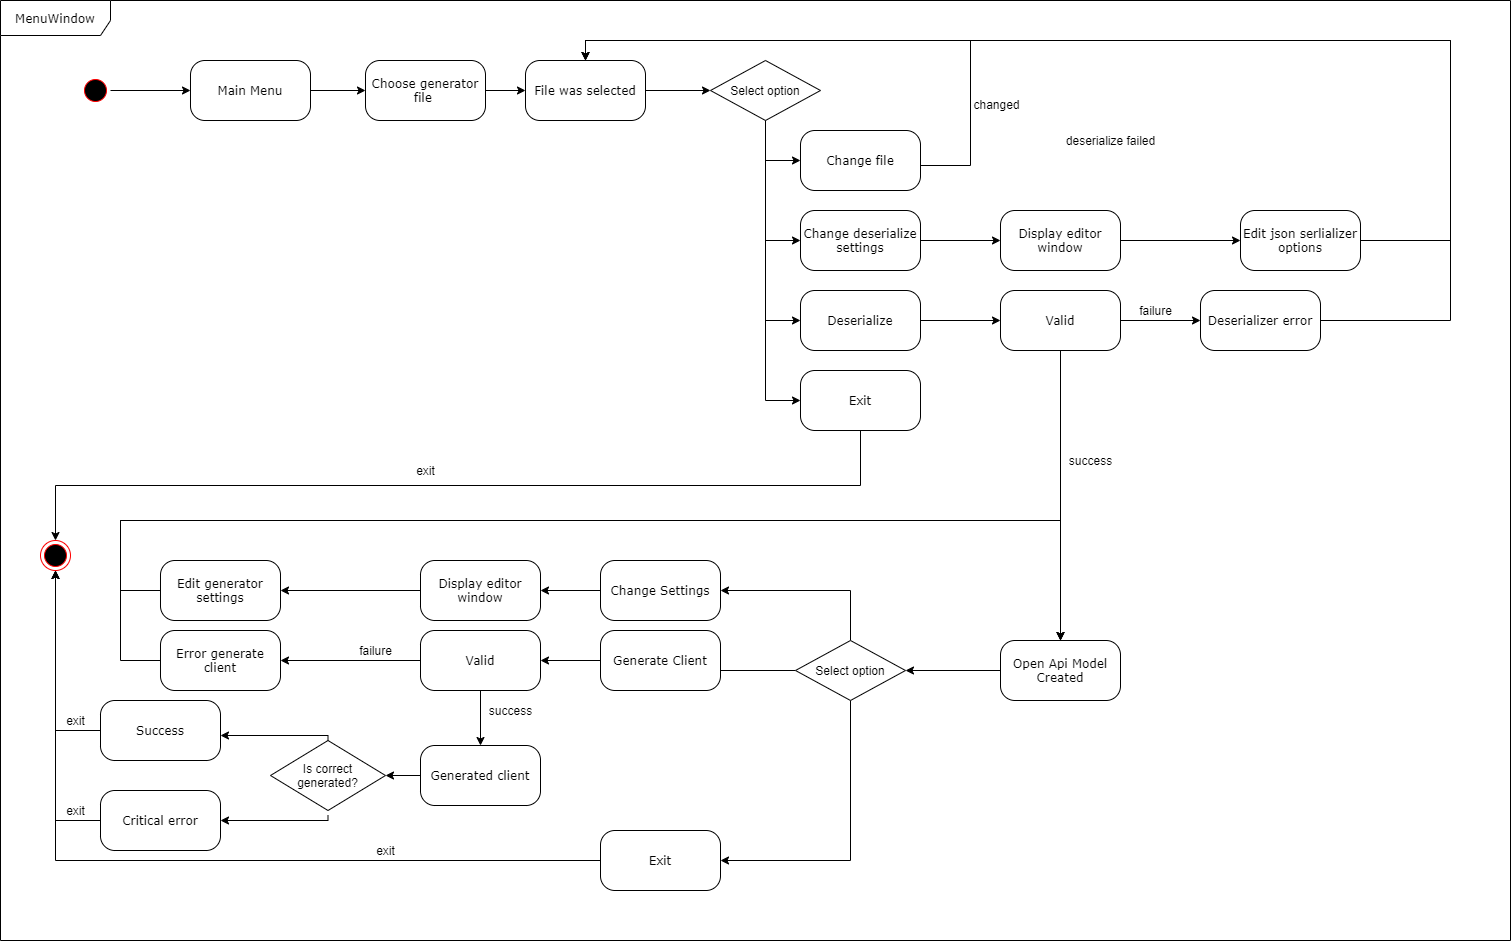 MenuWindow
Main Menu
Choose generator
file
File was selected
Select option
changed
deserialize failed
Change file
Change deserialize
settings
Display editor
window
Edit json serlializer
options
Deserialize
Valid
failure
Deserializer error
Exit
success
exit
Edit generator
settings
Display editor
window
Change Settings
Error generate
client
failure
Valid
Generate Client
Select option
Open Api Model
Created
success
exit
Success
Is correct
generated?
Generated client
exit
Critical error
exit
Exit